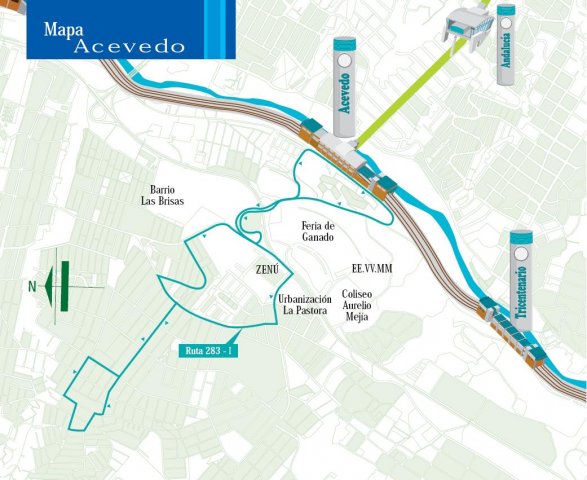 Mapa
Acevedo
Acevedo
Andalucía
Barrio
Las Brisas
Feria de
Ganado
ZENÚ
EE.VV.MM
Urbanización
La Pastora
Coliseo
Aurelio
Mejía
Tricentenario
N
Ruta 283 - I